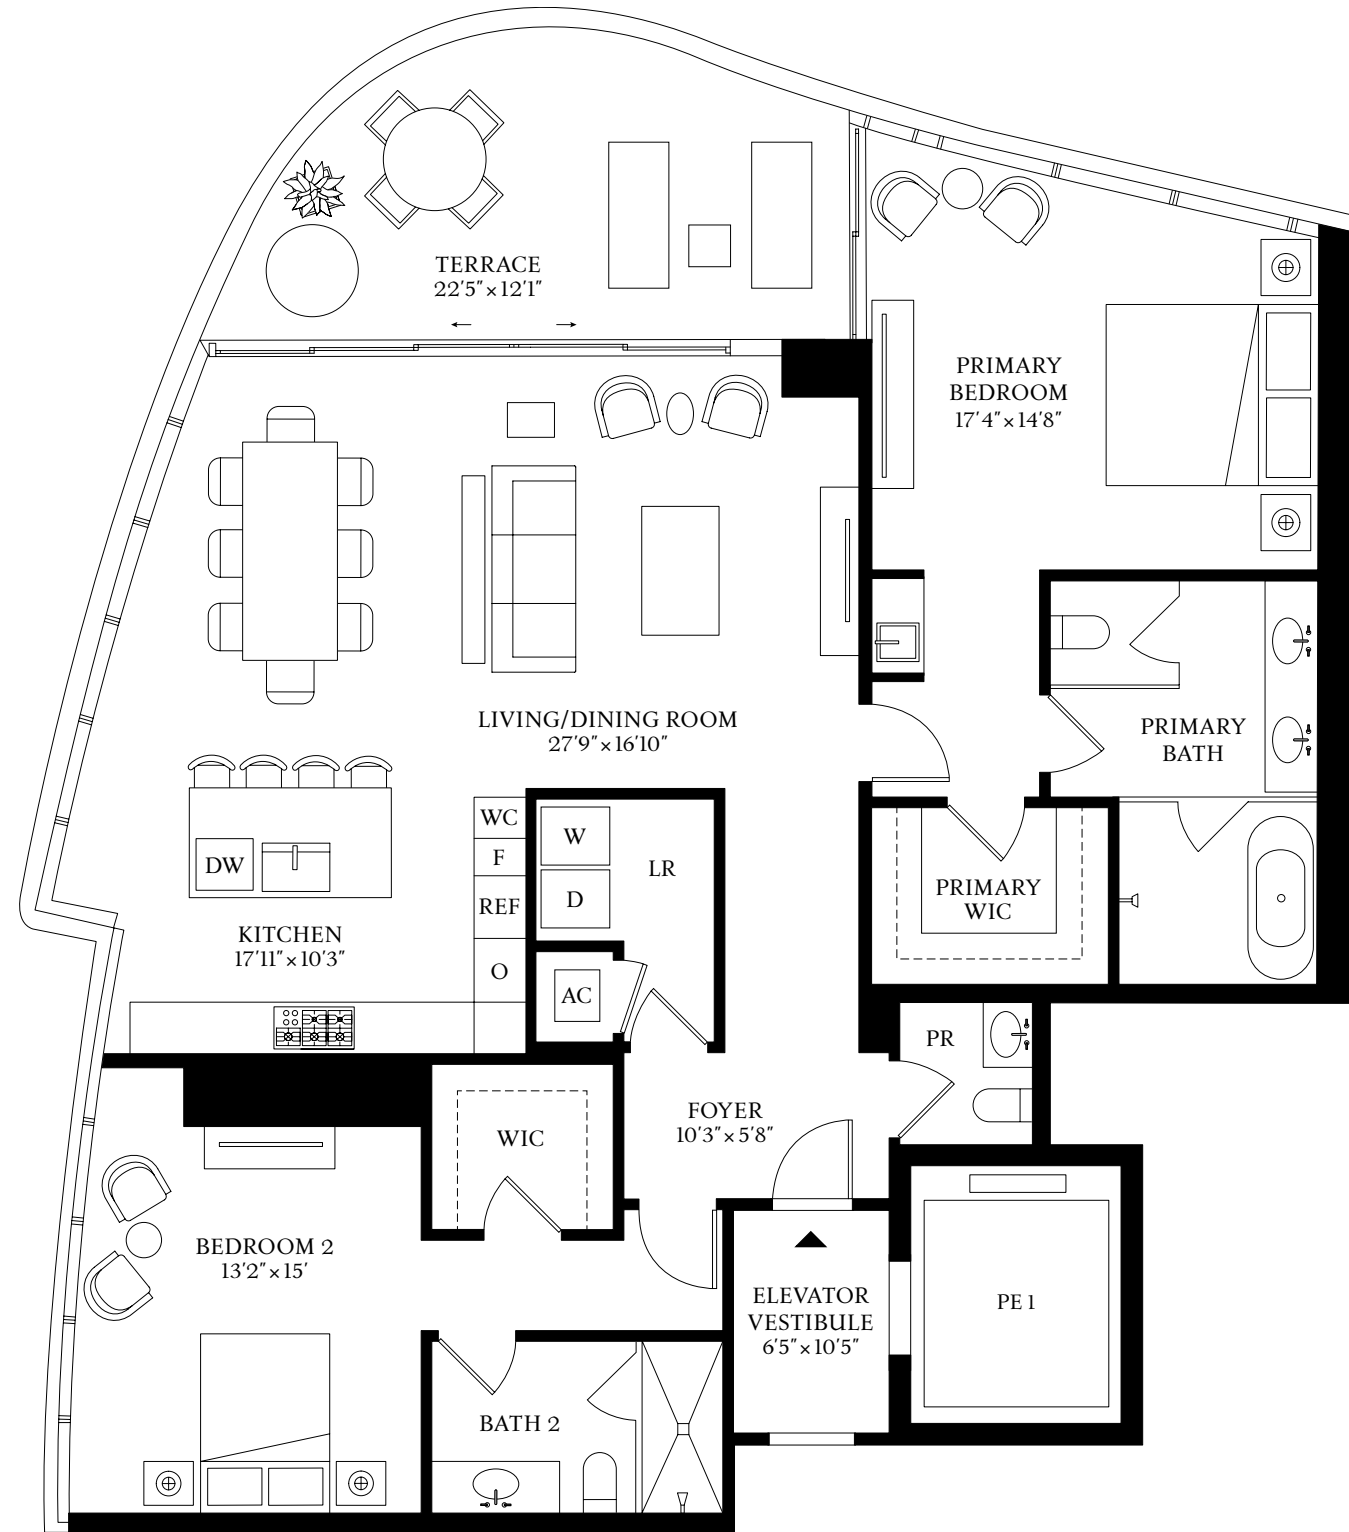 TERRACE
22'5"×12'1"
PRIMARY
BEDROOM
17'4"×14'8"
LIVING/DINING ROOM
27'9"×16'10"
PRIMARY
BATH
WC
F
REF
O
W
D
LR
DW
PRIMARY
WIC
KITCHEN
17'11"×10'3"
AC
PR
FOYER
10'3"×5'8"
WIC
BEDROOM 2
13'2"×15'
ELEVATOR
VESTIBULE
6'5"×10'5"
PE 1
BATH 2